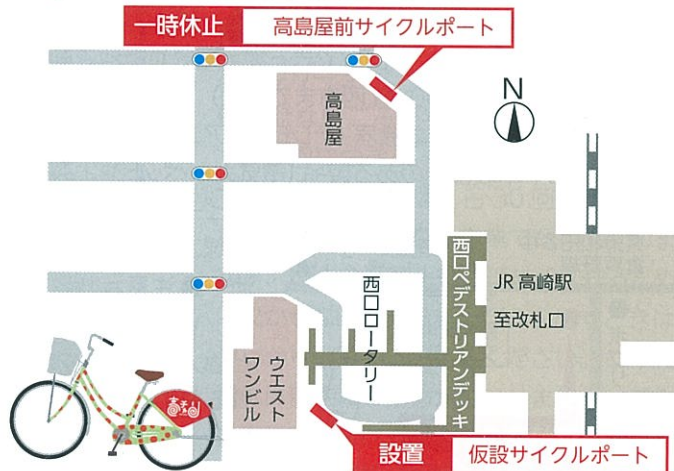 一時休止 高島屋前サイクルポート
N
高島屋
西口ペデストリアンデッキ
JR 高崎駅
至改札口
西口ロータリー
ウエスト
ワンビル
設置 仮設サイクルポート